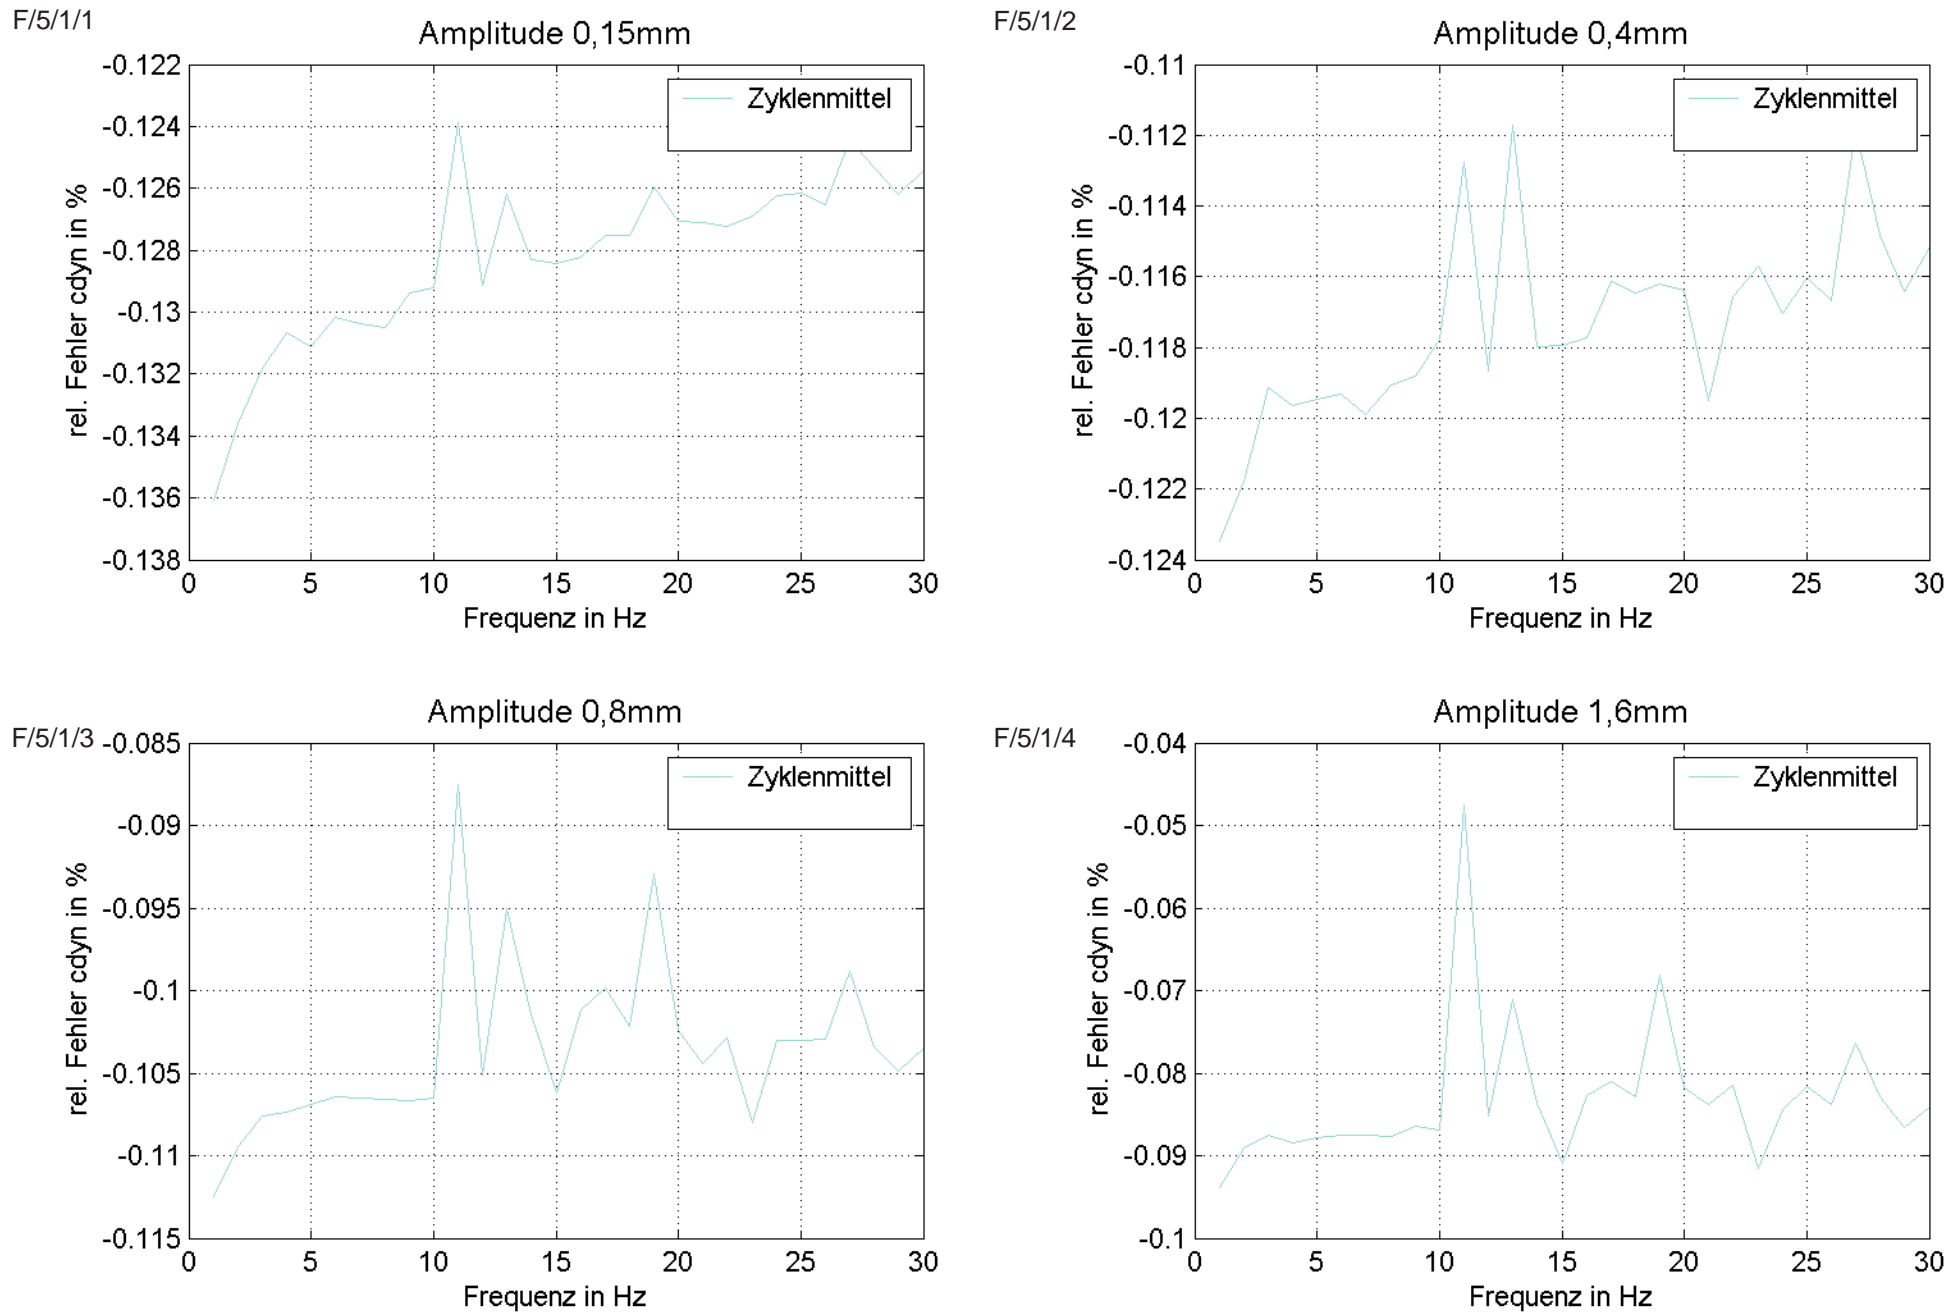 F/5/1/1
Amplitude 0,15mm
-0.122
-0.124
-0.126
-0.128
-0.13
-0.132
-0.134
-0.136
-0.138
rel. Fehler cdyn in %
Zyklenmittel
0 5 10 15 20 25 30
Frequenz in Hz
F/5/1/2
Amplitude 0,4mm
-0.11
-0.112
-0.114
-0.116
-0.118
-0.12
-0.122
-0.124
rel. Fehler cdyn in %
Zyklenmittel
0 5 10 15 20 25 30
Frequenz in Hz
F/5/1/3
Amplitude 0,8mm
-0.085
-0.09
-0.095
-0.1
-0.105
-0.11
-0.115
rel. Fehler cdyn in %
Zyklenmittel
0 5 10 15 20 25 30
Frequenz in Hz
F/5/1/4
Amplitude 1,6mm
-0.04
-0.05
-0.06
-0.07
-0.08
-0.09
-0.1
rel. Fehler cdyn in %
Zyklenmittel
0 5 10 15 20 25 30
Frequenz in Hz